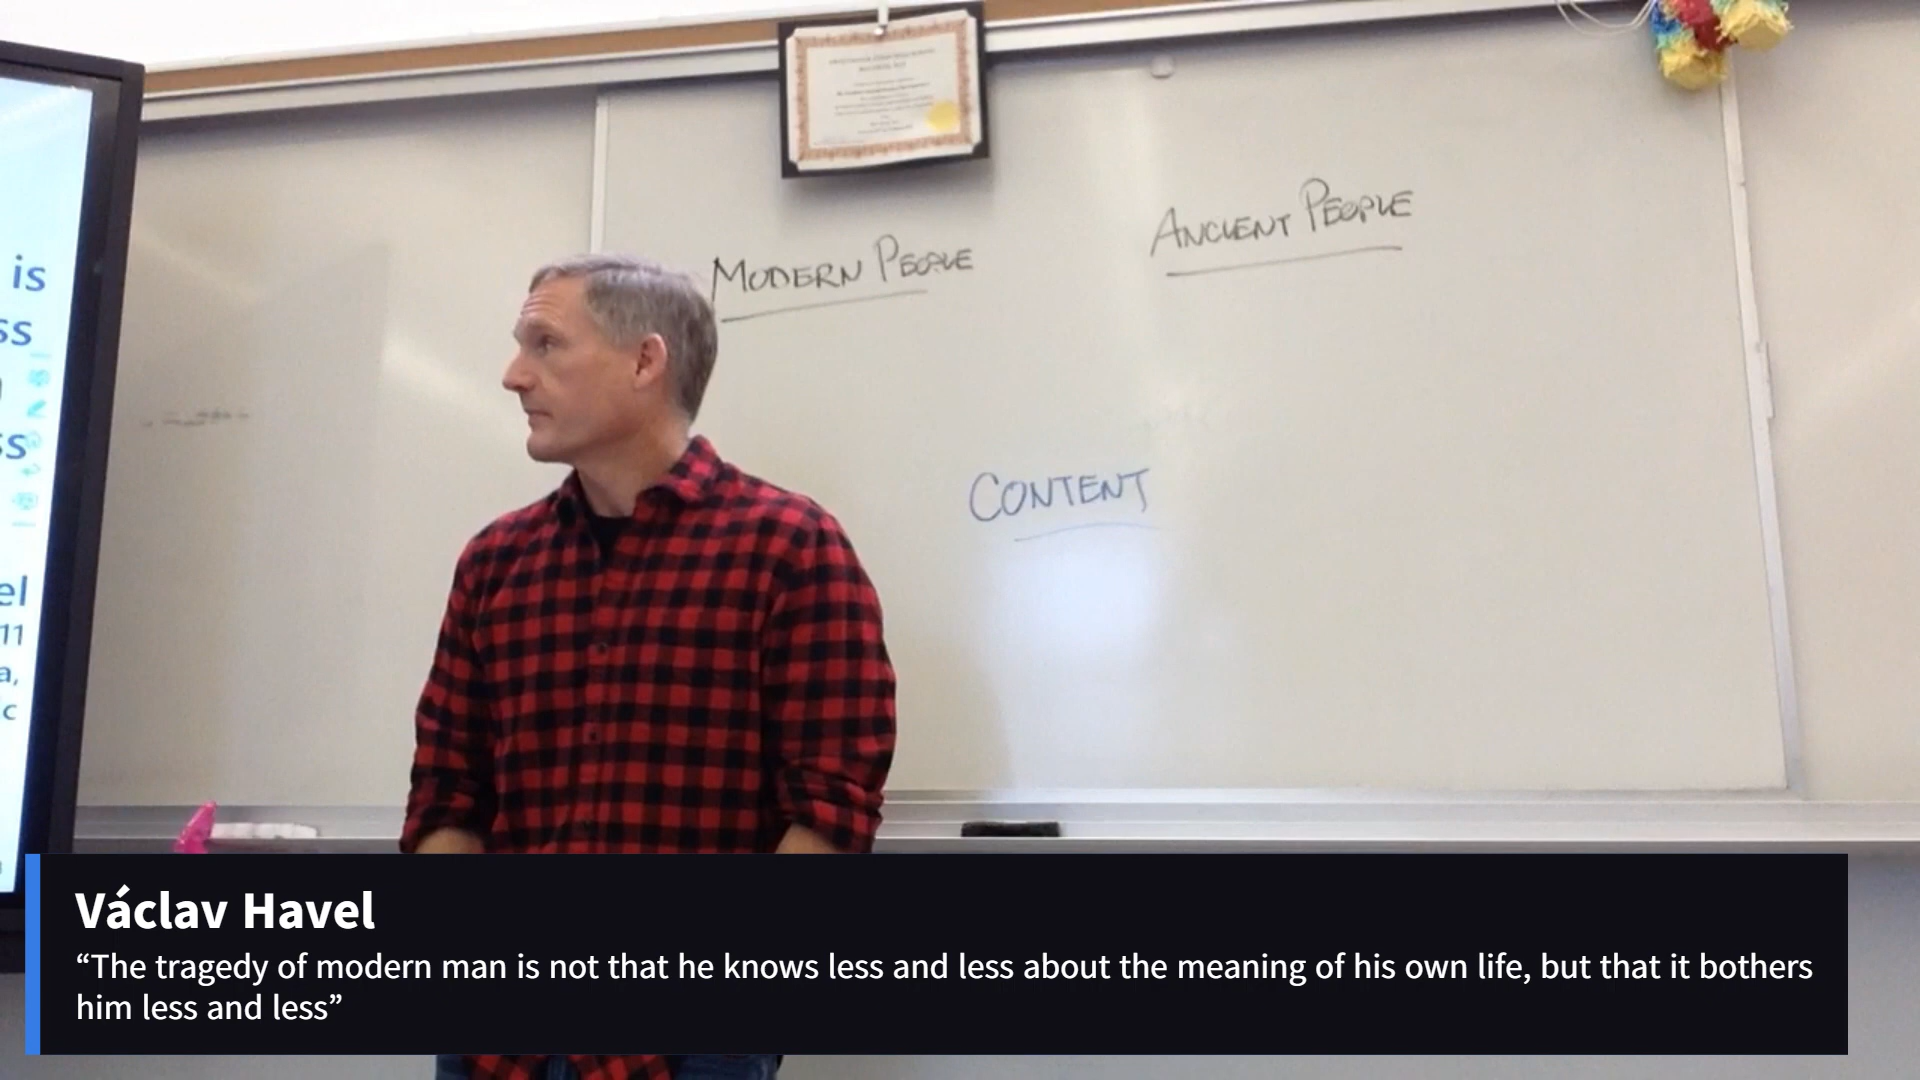 is
ss
ss
el
11
a,
c
MODERN PEOPLE
ANCIENT PEOPLE
CONTENT
Václav Havel
“The tragedy of modern man is not that he knows less and less about the meaning of his own life, but that it bothers
him less and less”